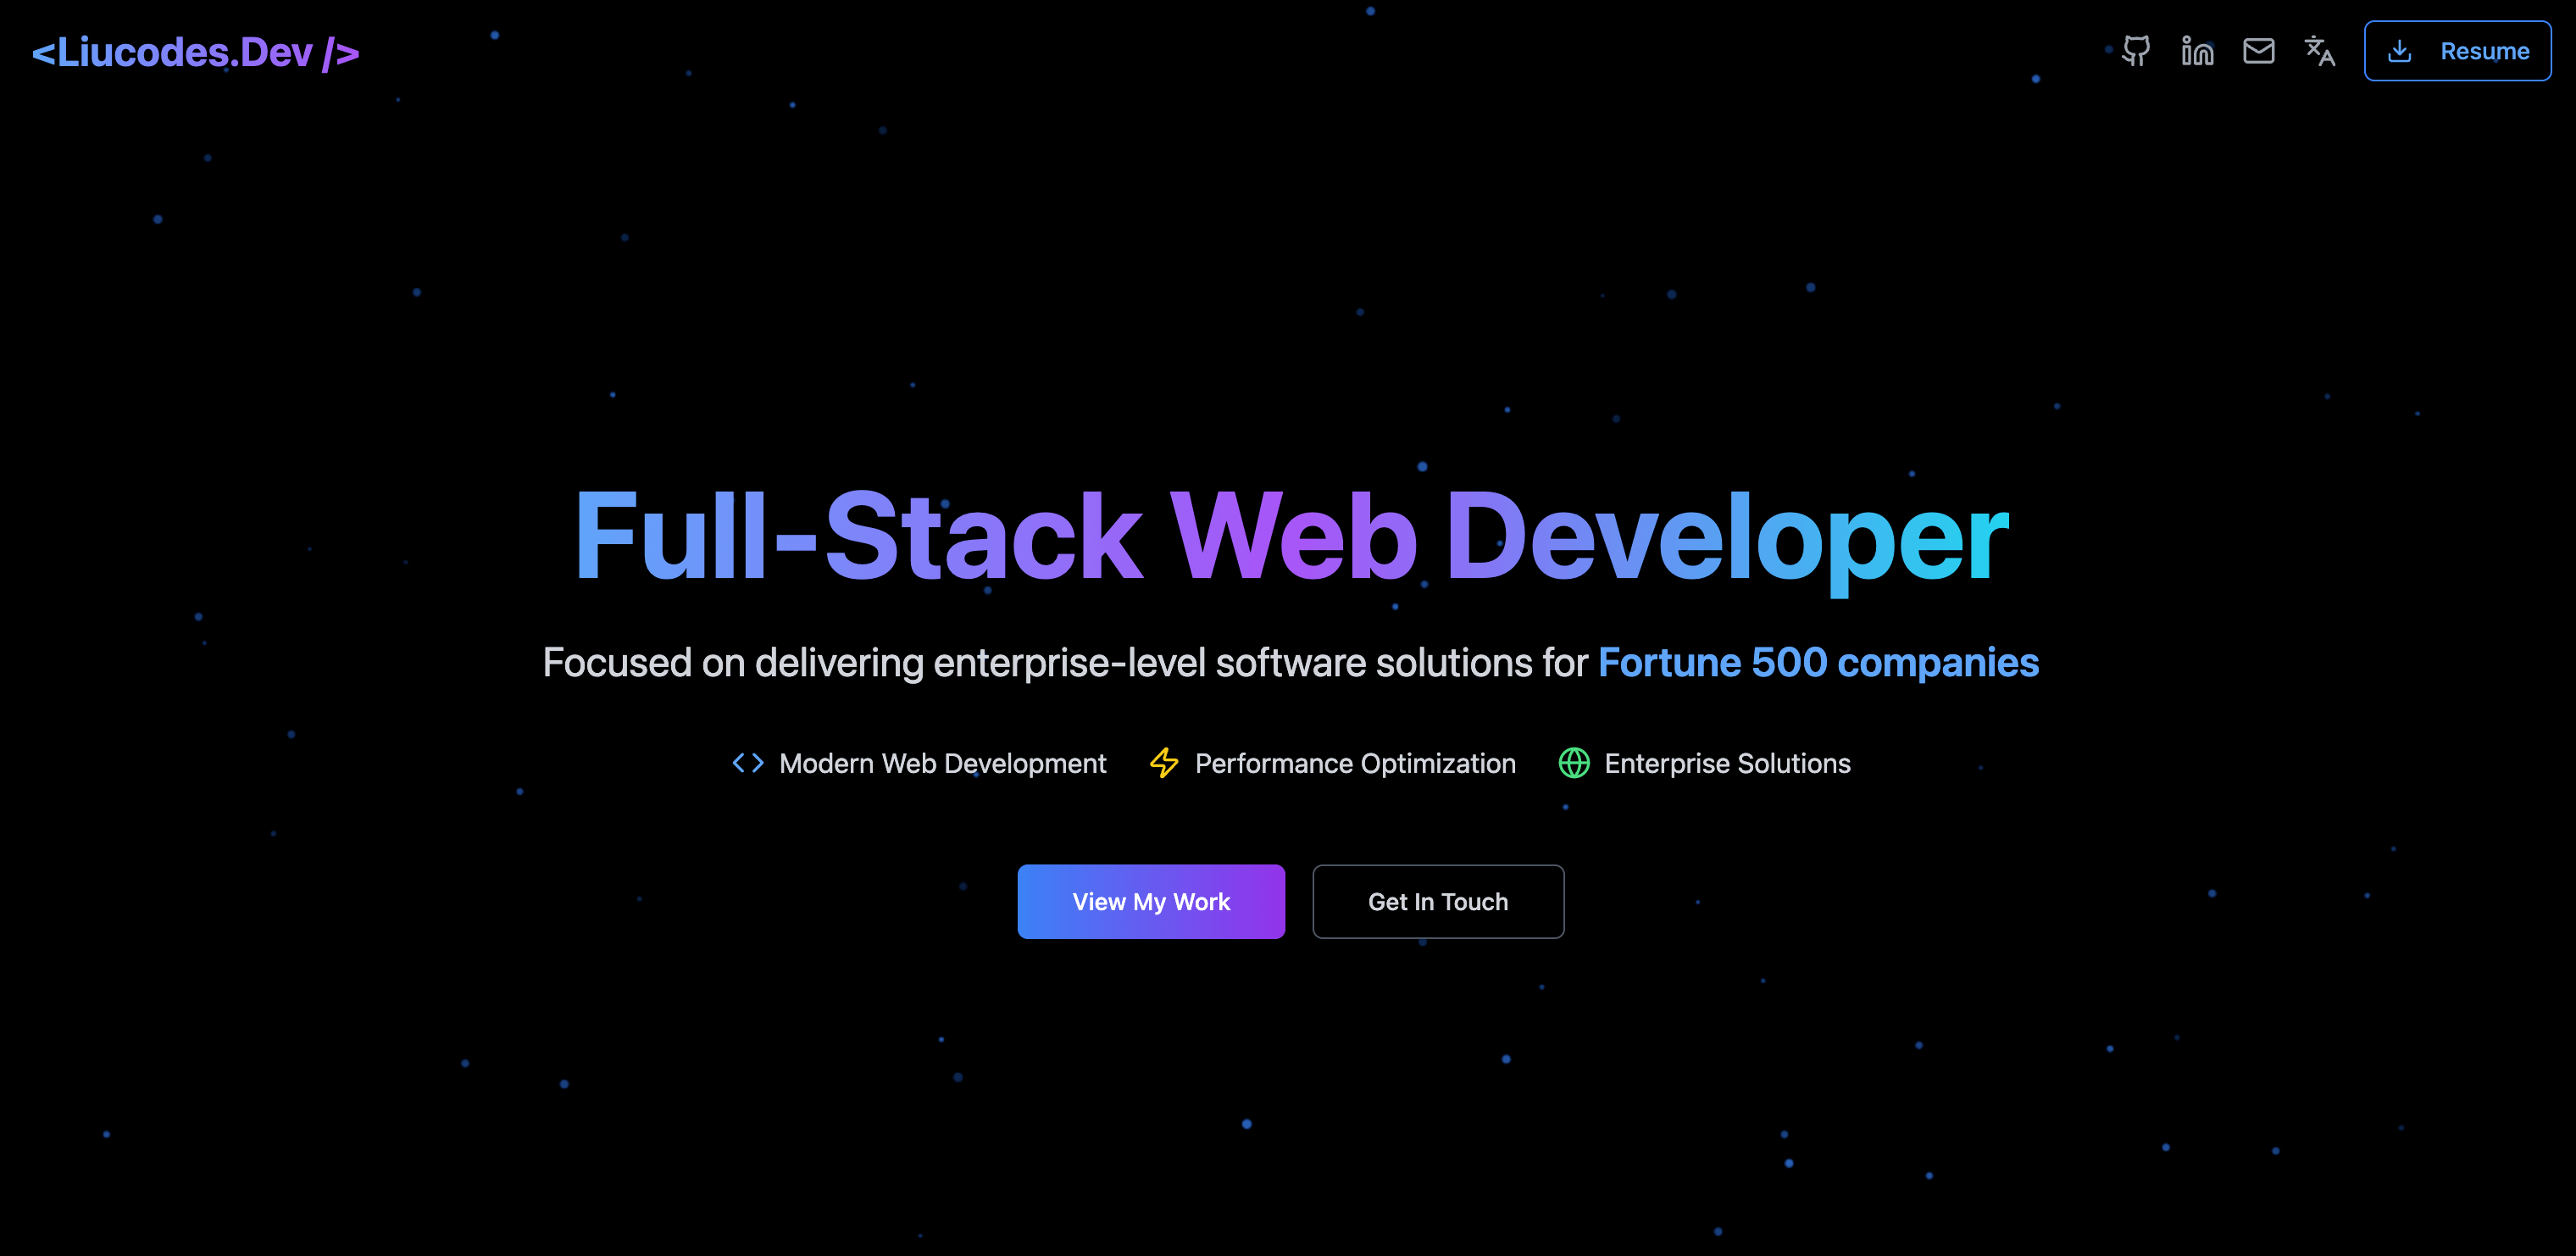 <Liucodes.Dev />
Resume
Full-Stack Web Developer
Focused on delivering enterprise-level software solutions for Fortune 500 companies
Modern Web Development
Performance Optimization
Enterprise Solutions
View My Work
Get In Touch